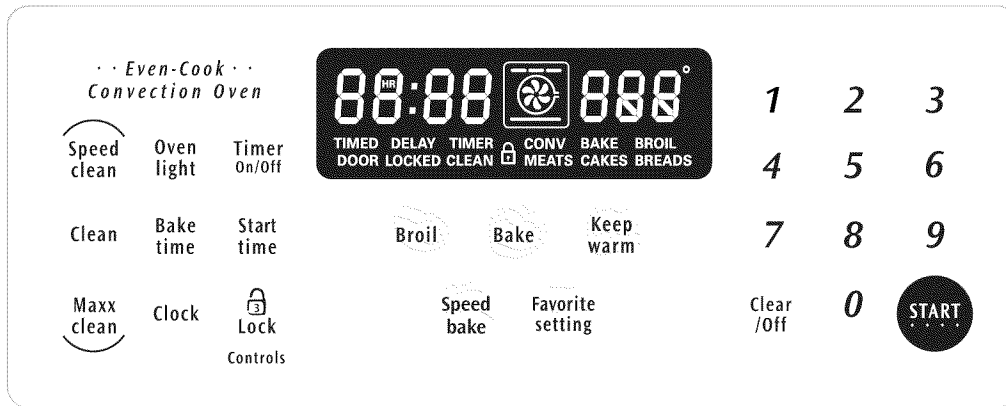 · · Even-Cook · ·
Convection Oven
Speed clean
Oven light
Timer On/Off
Clean
Bake time
Start time
Maxx clean
Clock
3
Lock
Controls
88:88 888°
HR
TIMED DELAY TIMER CONV BAKE BROIL
DOOR LOCKED CLEAN MEATS CAKES BREADS
Broil Bake Keep warm
Speed bake
Favorite setting
1 2 3
4 5 6
7 8 9
Clear /Off
0
START